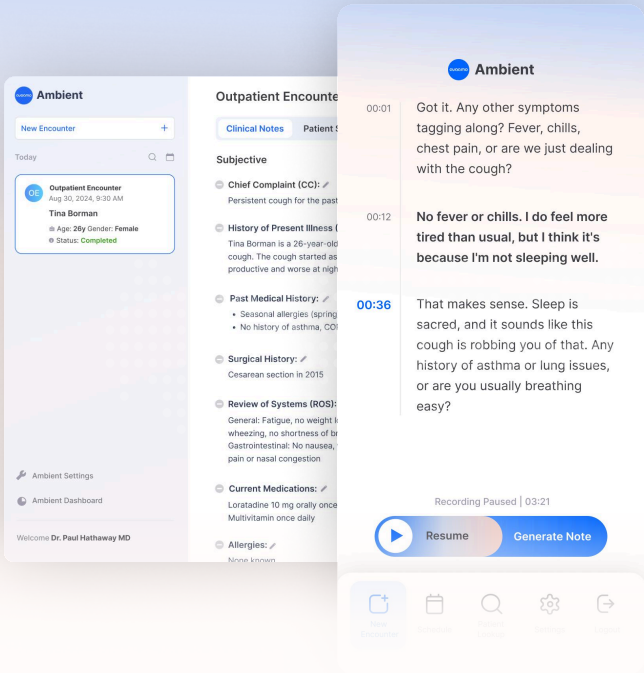 Ambient
New Encounter +
Today
OE
Outpatient Encounter
Aug 30, 2024, 9:30 AM
Tina Borman
Age: 26y Gender: Female
Status: Completed
Ambient Settings
Ambient Dashboard
Welcome Dr. Paul Hathaway MD
Outpatient Encounte
Clinical Notes Patient S
Subjective
Chief Complaint (CC):
Persistent cough for the past
History of Present Illness (
Tina Borman is a 26-year-old
cough. The cough started as
productive and worse at nigh
Past Medical History:
• Seasonal allergies (spring
• No history of asthma, COP
Surgical History:
Cesarean section in 2015
Review of Systems (ROS):
General: Fatigue, no weight lo
wheezing, no shortness of br
Gastrointestinal: No nausea,
pain or nasal congestion
Current Medications:
Loratadine 10 mg orally once
Multivitamin once daily
Allergies:
None known
Ambient
00:01
Got it. Any other symptoms
tagging along? Fever, chills,
chest pain, or are we just dealing
with the cough?
00:12
No fever or chills. I do feel more
tired than usual, but I think it's
because I'm not sleeping well.
00:36
That makes sense. Sleep is
sacred, and it sounds like this
cough is robbing you of that. Any
history of asthma or lung issues,
or are you usually breathing
easy?
Recording Paused | 03:21
Resume
Generate Note
New
Encounter